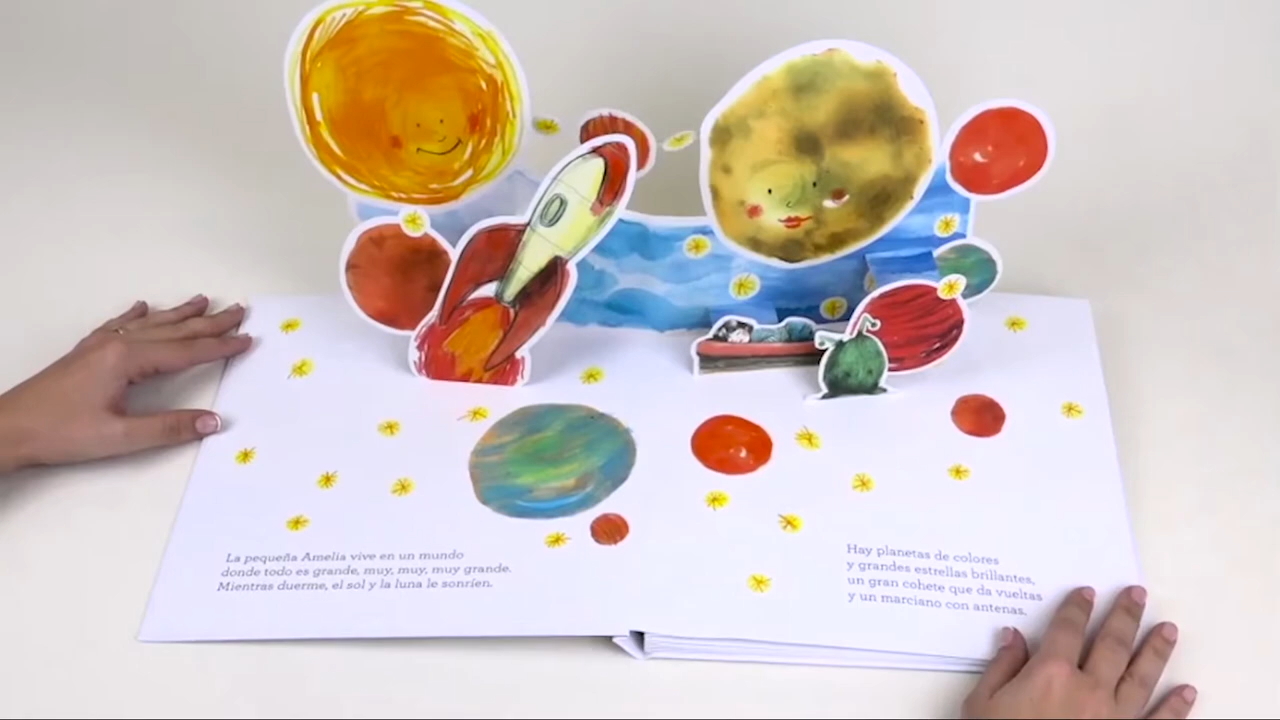 La pequeña Amelia vive en un mundo
donde todo es grande, muy, muy, muy grande.
Mientras duerme, el sol y la luna le sonríen.
Hay planetas de colores
y grandes estrellas brillantes,
un gran cohete que da vueltas
y un marciano con antenas.